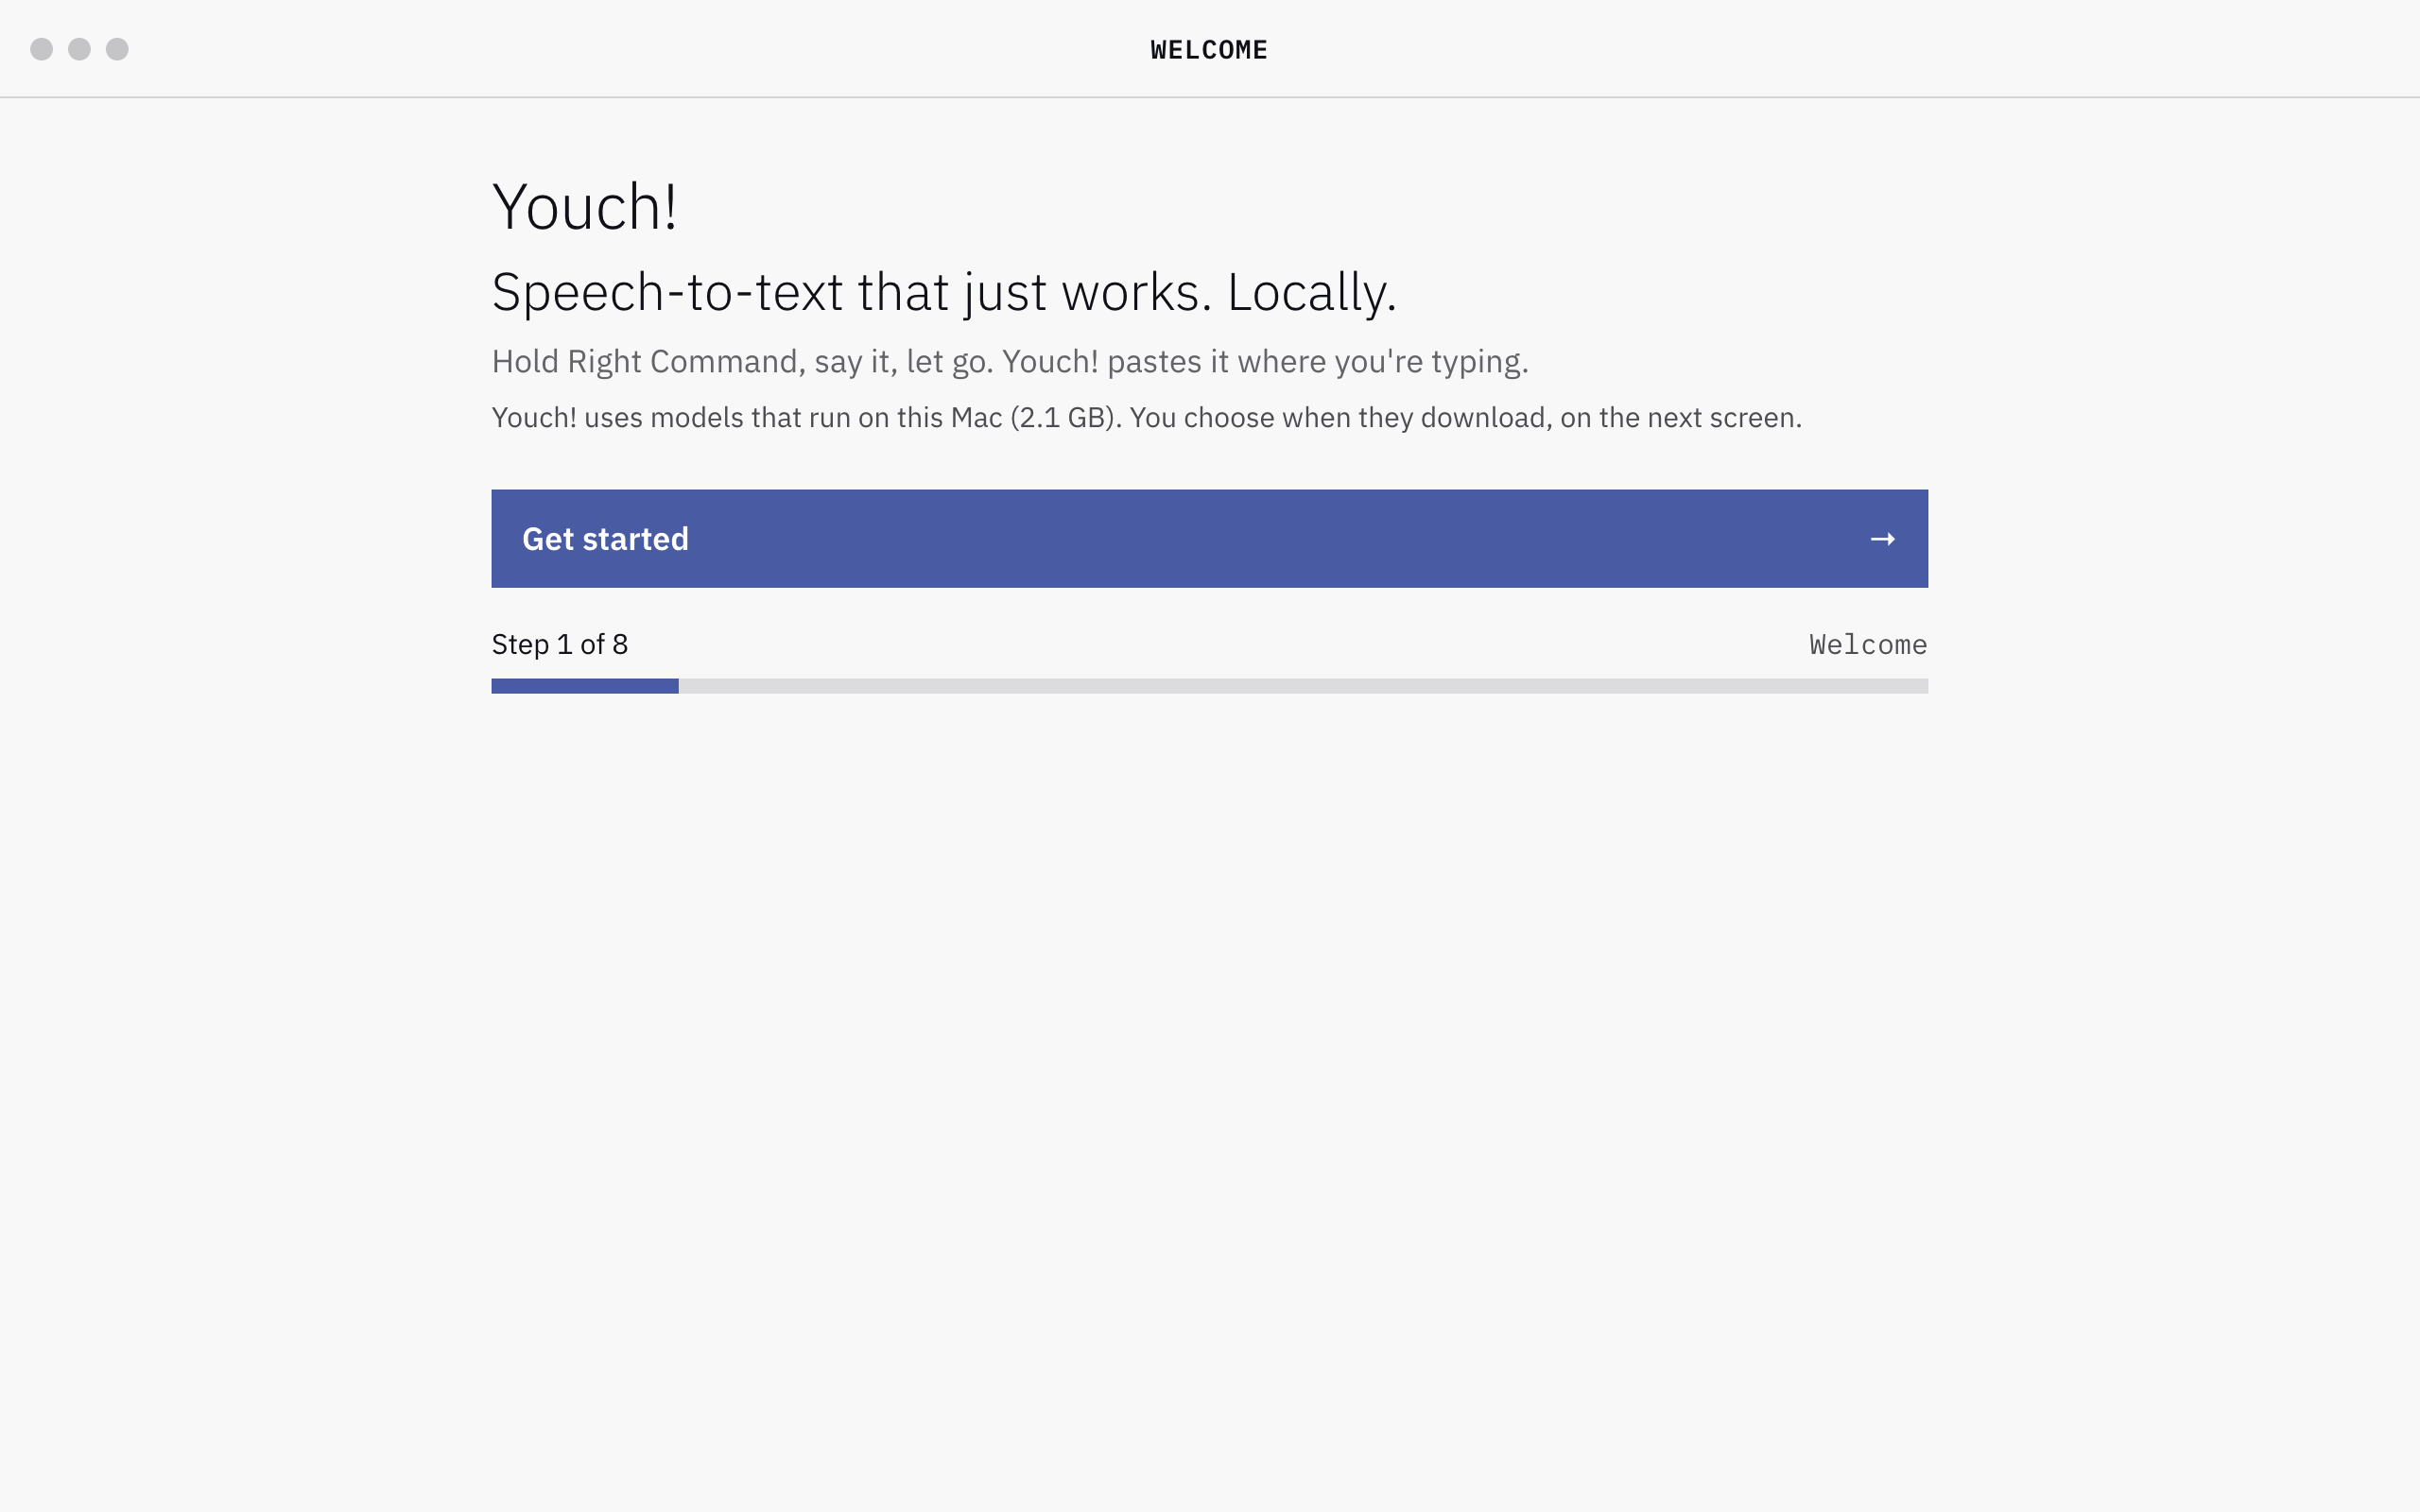 WELCOME
Youch!
Speech-to-text that just works. Locally.
Hold Right Command, say it, let go. Youch! pastes it where you're typing.
Youch! uses models that run on this Mac (2.1 GB). You choose when they download, on the next screen.
Get started →
Step 1 of 8
Welcome